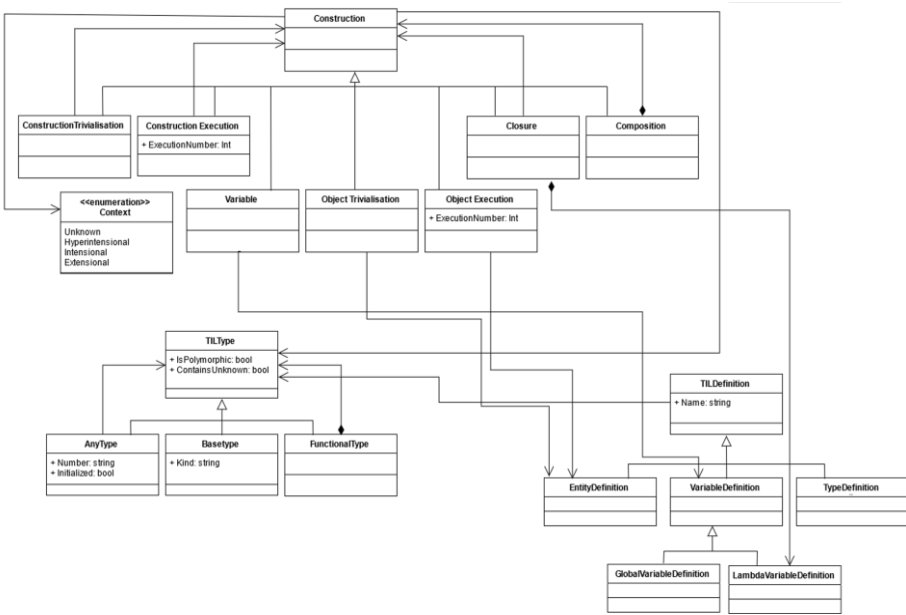 Construction
ConstructionTrivialisation
Construction Execution
+ ExecutionNumber: Int
Closure
Composition
<<enumeration>>
Context
Unknown
Hyperintensional
Intensional
Extensional
Variable
Object Trivialisation
Object Execution
+ ExecutionNumber: Int
TILType
+ IsPolymorphic: bool
+ ContainsUnknown: bool
TILDefinition
+ Name: string
AnyType
+ Number: string
+ Initialized: bool
Basetype
+ Kind: string
FunctionalType
EntityDefinition
VariableDefinition
TypeDefinition
GlobalVariableDefinition
LambdaVariableDefinition